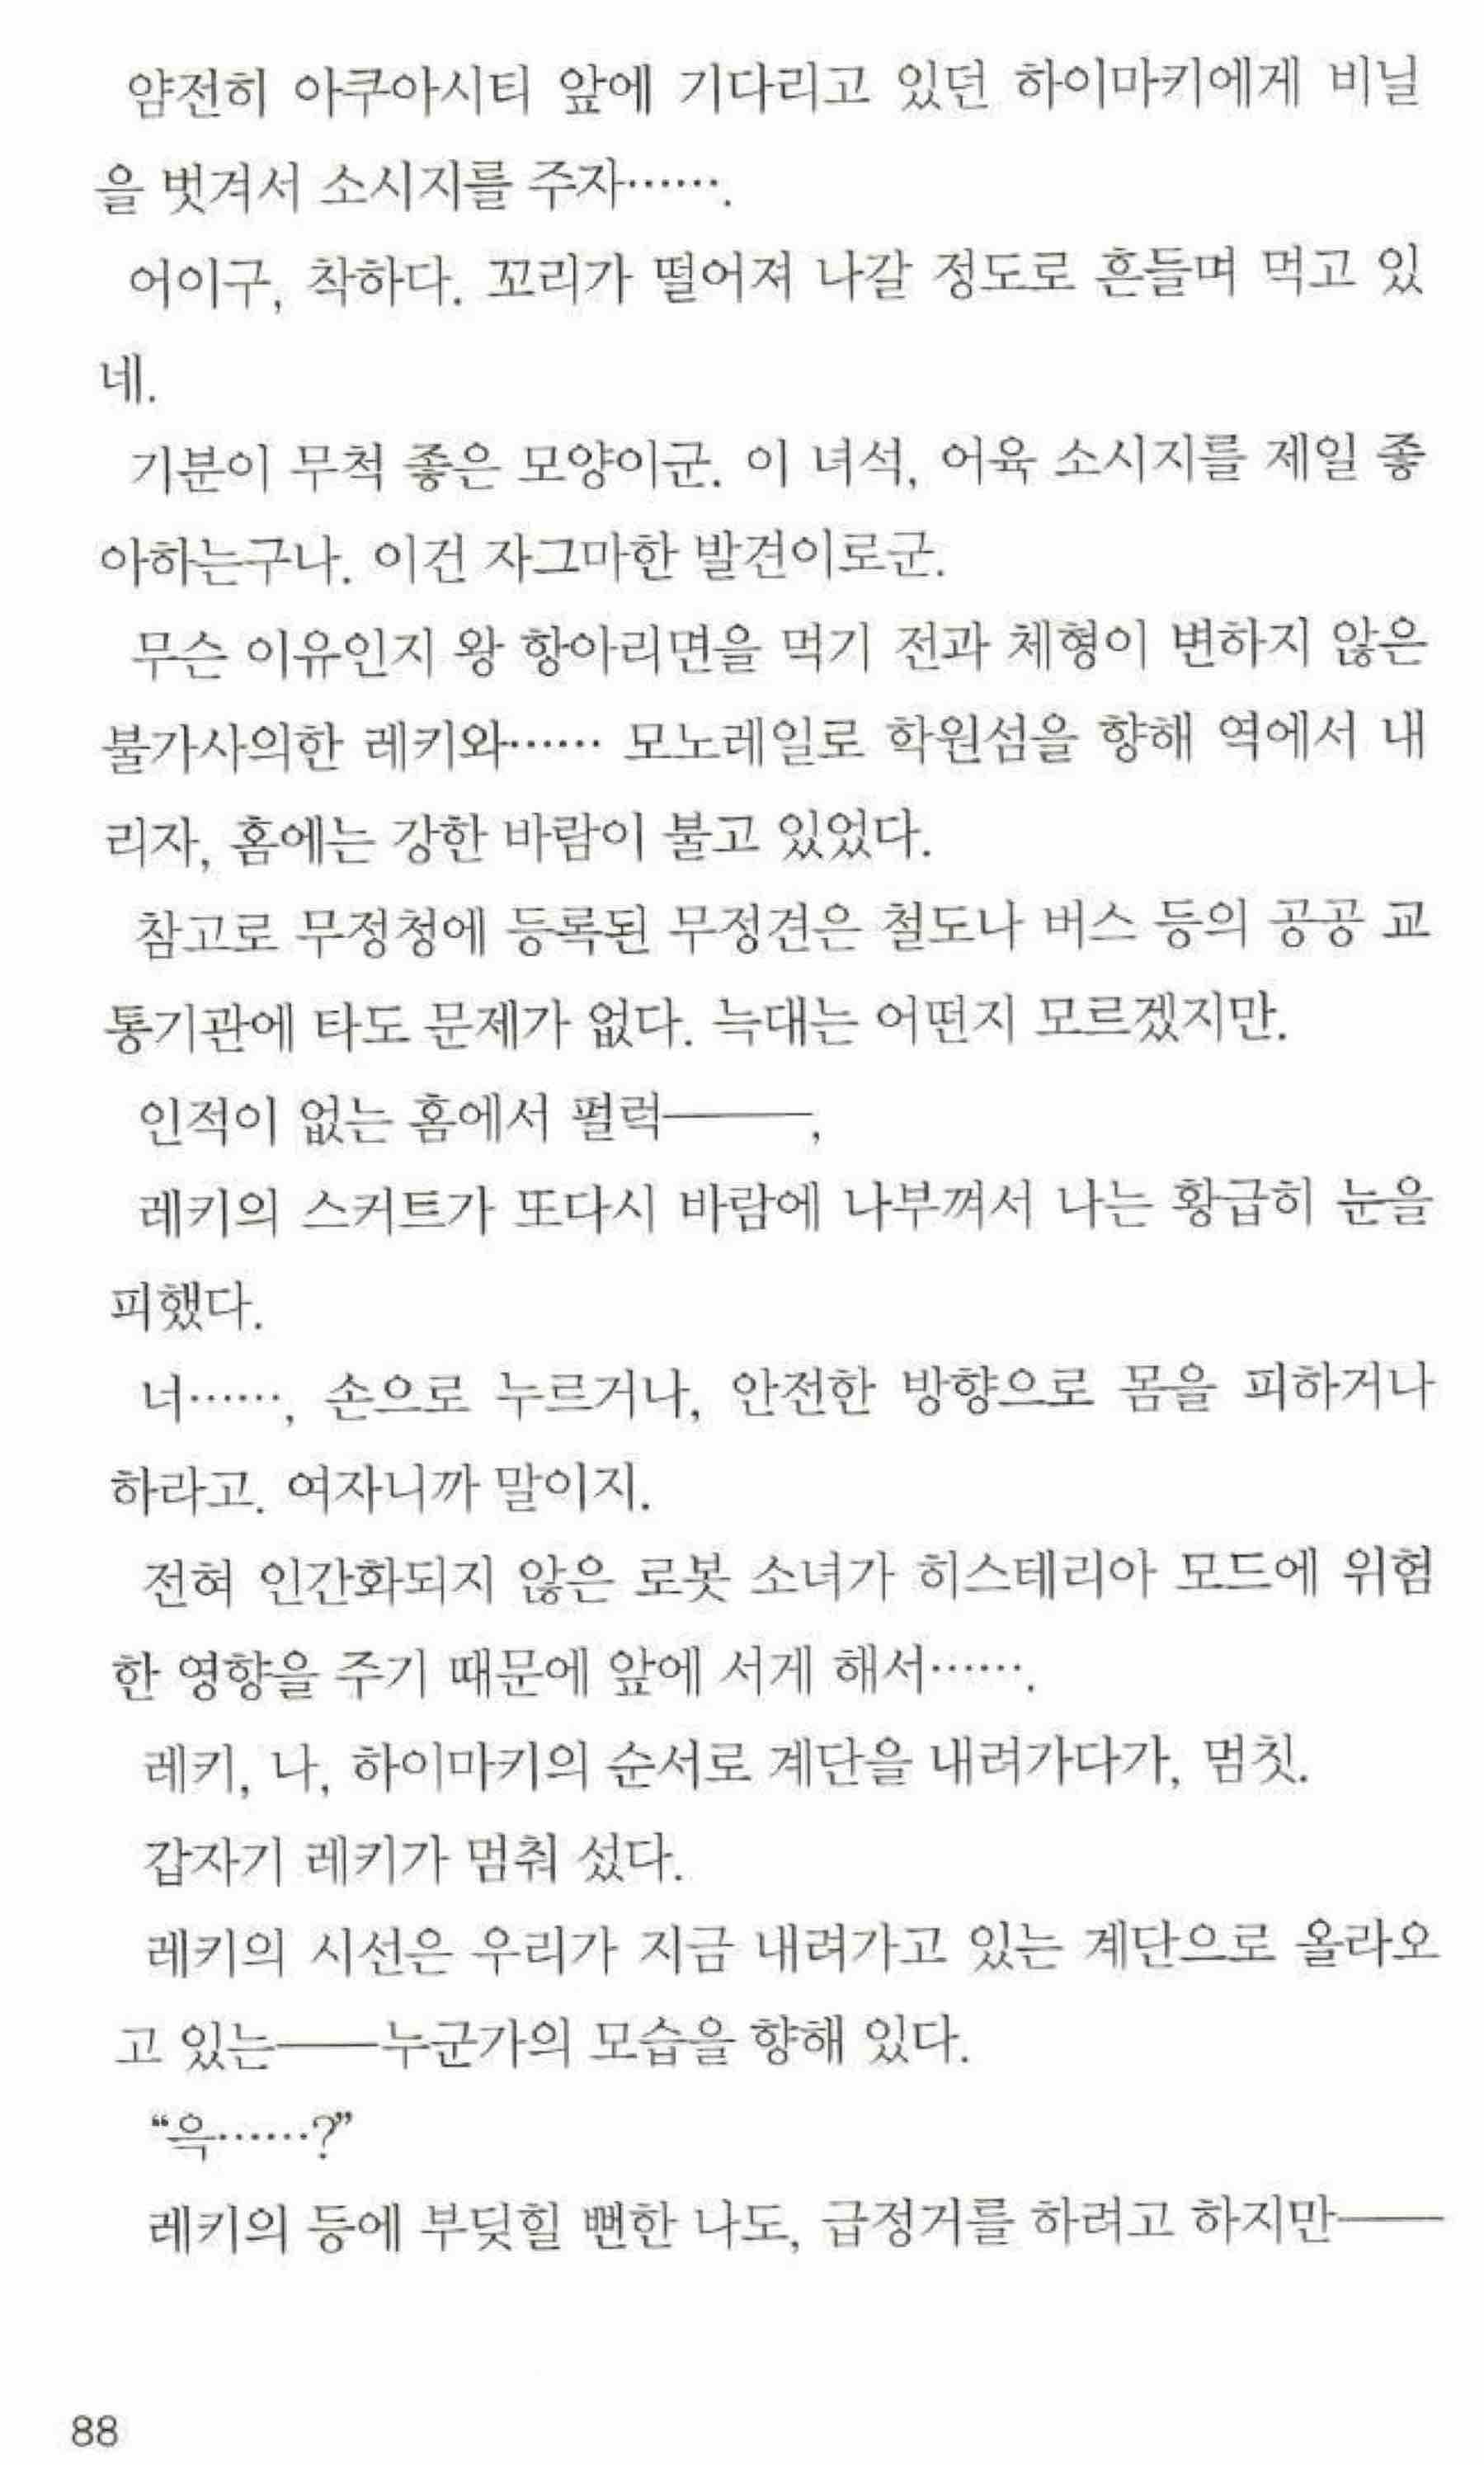 얌전히 아쿠아시티 앞에 기다리고 있던 하이마키에게 비닐
을 벗겨서 소시지를 주자…….
어이구, 착하다. 꼬리가 떨어져 나갈 정도로 흔들며 먹고 있
네.
기분이 무척 좋은 모양이군. 이 녀석, 어육 소시지를 제일 좋
아하는구나. 이건 자그마한 발견이로군.
무슨 이유인지 왕 항아리면을 먹기 전과 체형이 변하지 않은
불가사의한 레키와…… 모노레일로 학원섬을 향해 역에서 내
리자, 홈에는 강한 바람이 불고 있었다.
참고로 무정청에 등록된 무정견은 철도나 버스 등의 공공 교
통기관에 타도 문제가 없다. 늑대는 어떤지 모르겠지만.
인적이 없는 홈에서 펄럭───,
레키의 스커트가 또다시 바람에 나부껴서 나는 황급히 눈을
피했다.
너……, 손으로 누르거나, 안전한 방향으로 몸을 피하거나
하라고. 여자니까 말이지.
전혀 인간화되지 않은 로봇 소녀가 히스테리아 모드에 위험
한 영향을 주기 때문에 앞에 서게 해서…….
레키, 나, 하이마키의 순서로 계단을 내려가다가, 멈칫.
갑자기 레키가 멈춰 섰다.
레키의 시선은 우리가 지금 내려가고 있는 계단으로 올라오
고 있는──누군가의 모습을 향해 있다.
“윽……?”
레키의 등에 부딪힐 뻔한 나도, 급정거를 하려고 하지만──
88